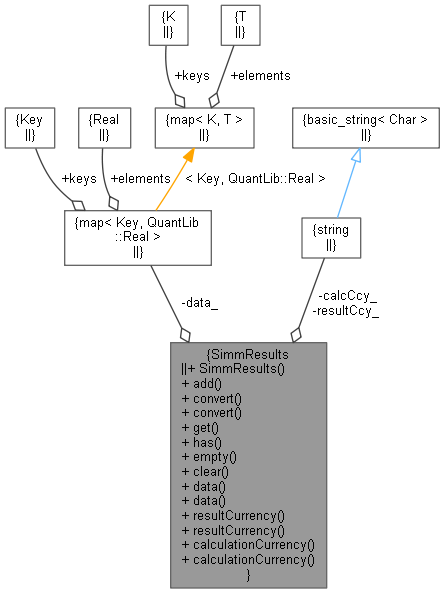 {K
||}
{T
||}
+keys
+elements
{Key
||}
{Real
||}
{map< K, T >
||}
{basic_string< Char >
||}
+keys
+elements
< Key, QuantLib::Real >
{map< Key, QuantLib
::Real >
||}
{string
||}
-data_
-calcCcy_
-resultCcy_
{SimmResults
||+ SimmResults()
+ add()
+ convert()
+ convert()
+ get()
+ has()
+ empty()
+ clear()
+ data()
+ data()
+ resultCurrency()
+ resultCurrency()
+ calculationCurrency()
+ calculationCurrency()
}